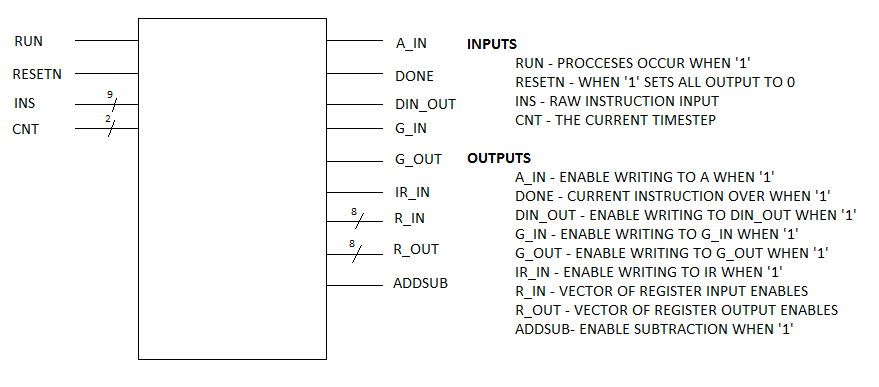 RUN
RESETN
INS
9
CNT
2
A_IN
DONE
DIN_OUT
G_IN
G_OUT
IR_IN
8
R_IN
8
R_OUT
ADDSUB
INPUTS
RUN - PROCCESES OCCUR WHEN '1'
RESETN - WHEN '1' SETS ALL OUTPUT TO 0
INS - RAW INSTRUCTION INPUT
CNT - THE CURRENT TIMESTEP
OUTPUTS
A_IN - ENABLE WRITING TO A WHEN '1'
DONE - CURRENT INSTRUCTION OVER WHEN '1'
DIN_OUT - ENABLE WRITING TO DIN_OUT WHEN '1'
G_IN - ENABLE WRITING TO G_IN WHEN '1'
G_OUT - ENABLE WRITING TO G_OUT WHEN '1'
IR_IN - ENABLE WRITING TO IR WHEN '1'
R_IN - VECTOR OF REGISTER INPUT ENABLES
R_OUT - VECTOR OF REGISTER OUTPUT ENABLES
ADDSUB- ENABLE SUBTRACTION WHEN '1'